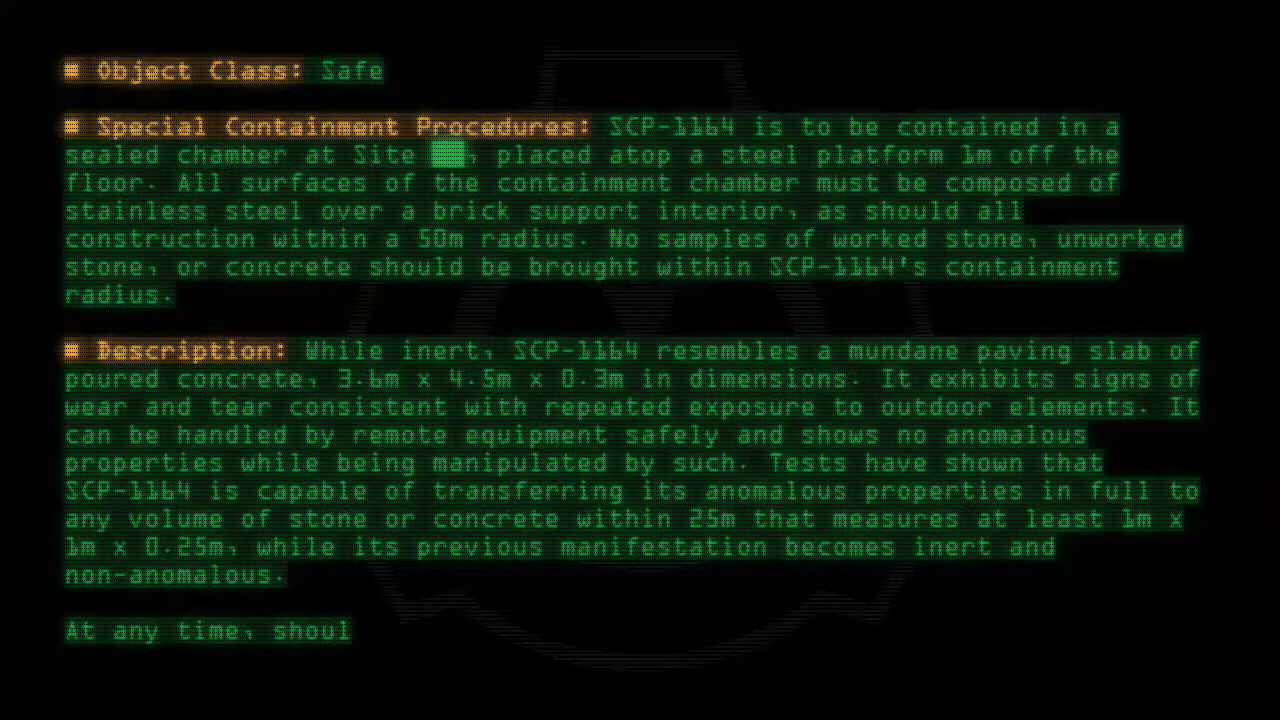 ■ Object Class: Safe
■ Special Containment Procedures: SCP-1164 is to be contained in a
sealed chamber at Site ██, placed atop a steel platform 1m off the
floor. All surfaces of the containment chamber must be composed of
stainless steel over a brick support interior, as should all
construction within a 50m radius. No samples of worked stone, unworked
stone, or concrete should be brought within SCP-1164's containment
radius.
■ Description: While inert, SCP-1164 resembles a mundane paving slab of
poured concrete, 3.6m x 4.5m x 0.3m in dimensions. It exhibits signs of
wear and tear consistent with repeated exposure to outdoor elements. It
can be handled by remote equipment safely and shows no anomalous
properties while being manipulated by such. Tests have shown that
SCP-1164 is capable of transferring its anomalous properties in full to
any volume of stone or concrete within 25m that measures at least 1m x
1m x 0.25m, while its previous manifestation becomes inert and
non-anomalous.
At any time, shoul